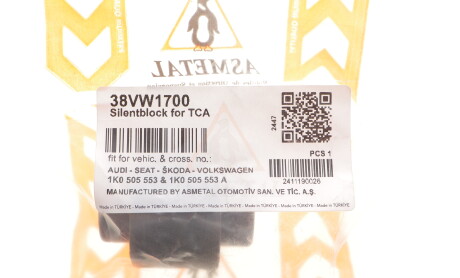 ASMETAL
38VW1700
Silentblock for TCA
2447
fit for vehic. & cross. no.:
PCS 1
AUDI - SEAT - ŠKODA - VOLKSWAGEN
1K0 505 553 & 1K0 505 553 A
2411190026
MANUFACTURED BY ASMETAL OTOMOTİV SAN. VE TİC. A.Ş.
Made in TÜRKİYE - Made in TÜRKİYE - Made in TÜRKİYE - Made in TÜRKİYE - Made in TÜRKİYE - Made in TÜRKİYE